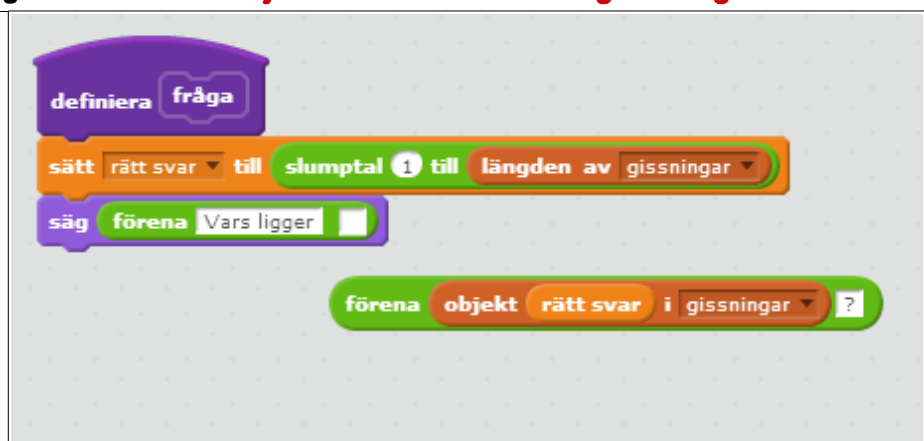 definiera fråga
sätt rätt svar till slumptal 1 till längden av gissningar
säg förena Vars ligger
förena objekt rätt svar i gissningar ?